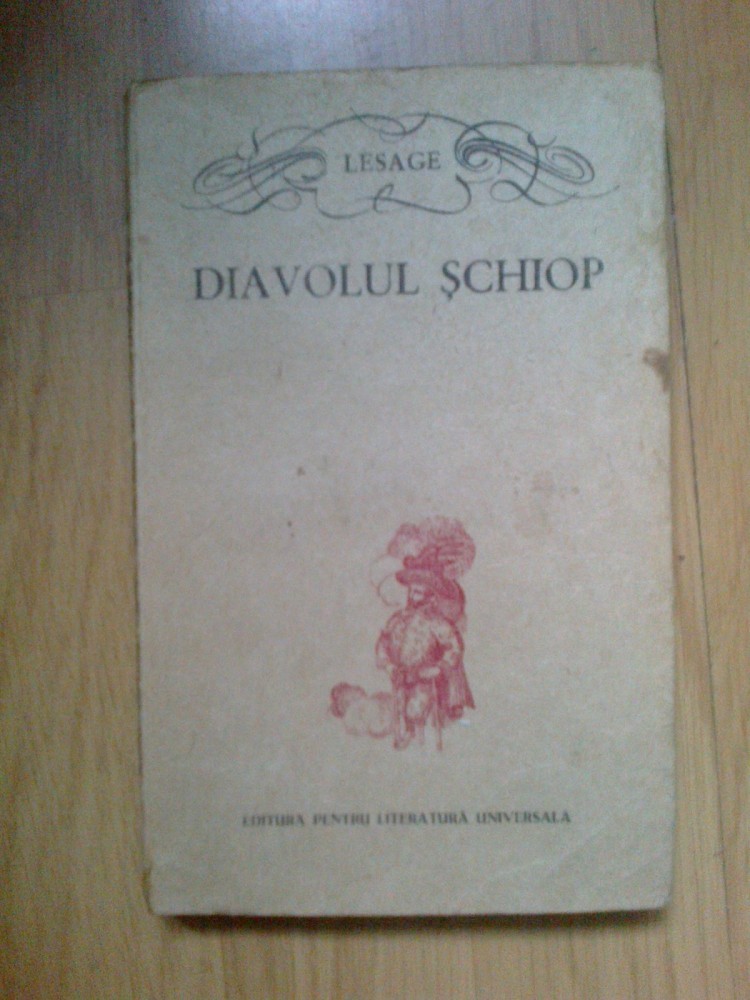 LESAGE
DIAVOLUL ŞCHIOP
EDITURA PENTRU LITERATURĂ UNIVERSALĂ